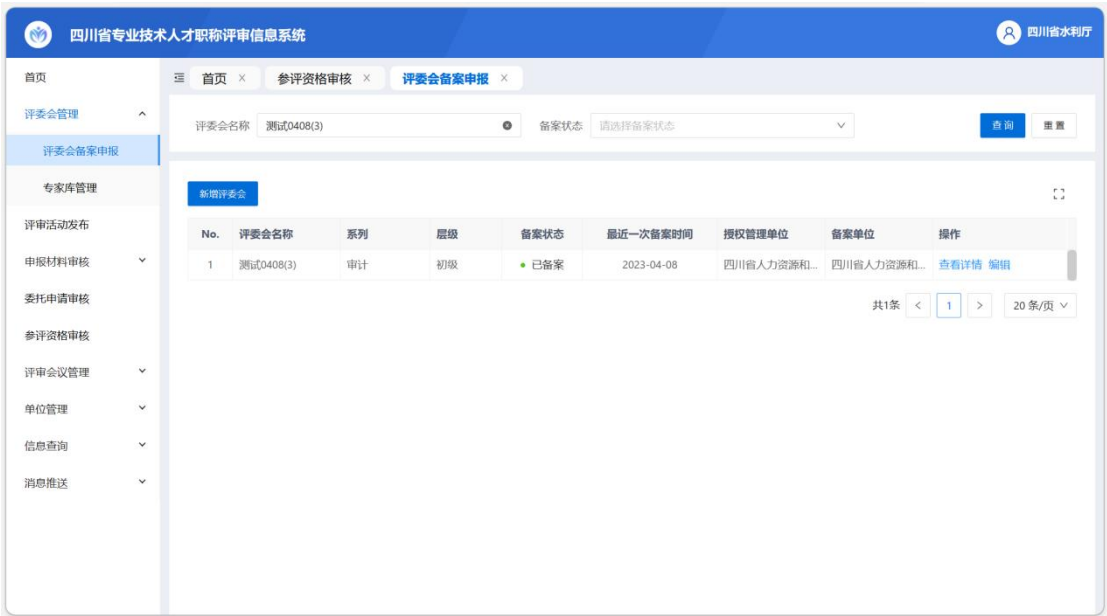 四川省专业技术人才职称评审信息系统
四川省水利厅
首页
评委会管理
评委会备案申报
专家库管理
评审活动发布
申报材料审核
委托申请审核
参评资格审核
评审会议管理
单位管理
信息查询
消息推送
首页 × 参评资格审核 × 评委会备案申报 ×
评委会名称 测试0408(3) 备案状态 请选择备案状态 查询 重置
新增评委会
No. 评委会名称 系列 层级 备案状态 最近一次备案时间 授权管理单位 备案单位 操作
1 测试0408(3) 审计 初级 已备案 2023-04-08 四川省人力资源和... 四川省人力资源和... 查看详情 编辑
共1条 < 1 > 20 条/页